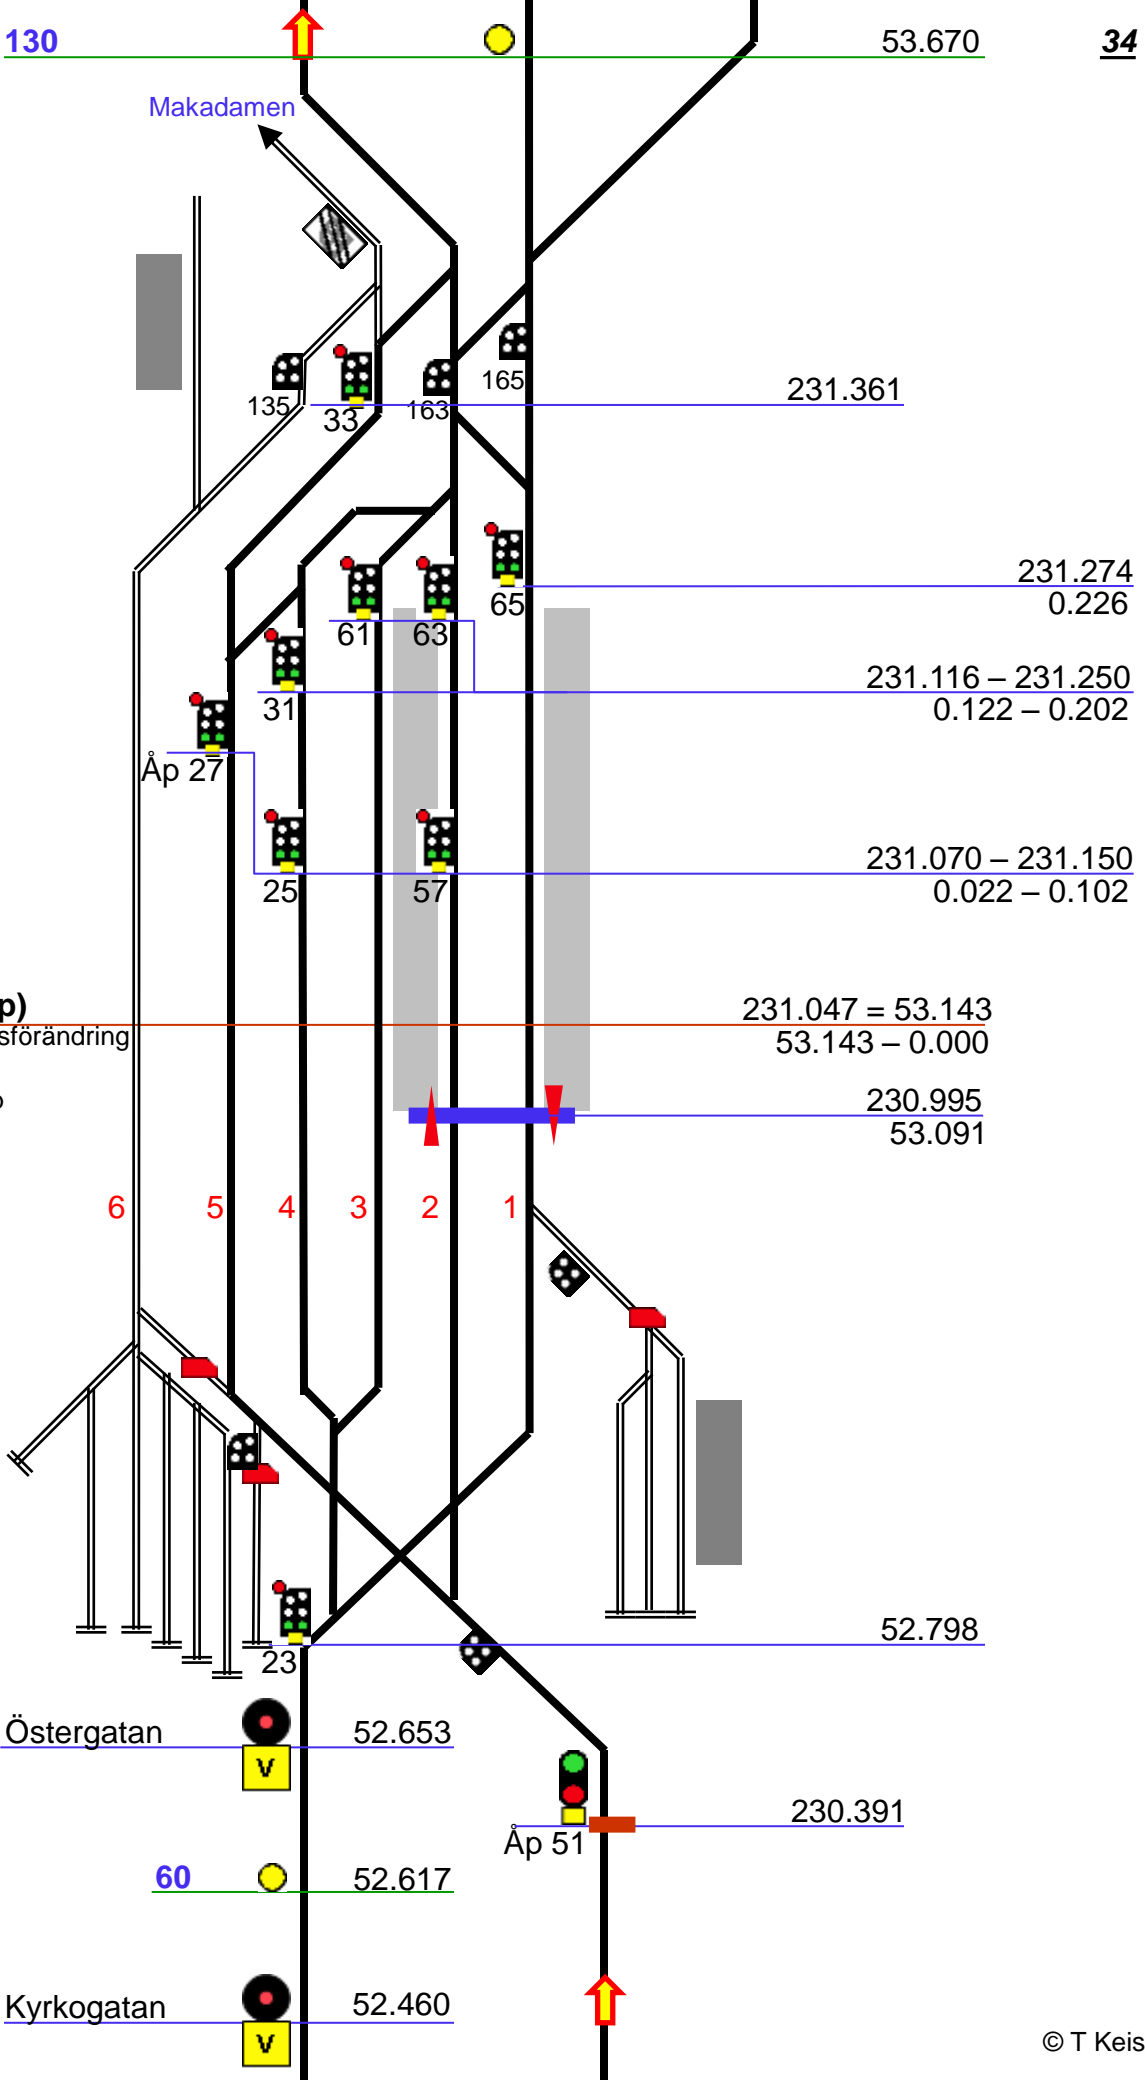 130
53.670
34
Makadamen
165
135
33
163
231.361
231.274
65
0.226
61
63
231.116 – 231.250
31
0.122 – 0.202
Åp 27
231.070 – 231.150
25
57
0.022 – 0.102
p)
231.047 = 53.143
sförändring
53.143 – 0.000
230.995
53.091
6 5 4 3 2 1
52.798
23
Östergatan
52.653
V
230.391
Åp 51
60
52.617
Kyrkogatan
52.460
V
© T Keis